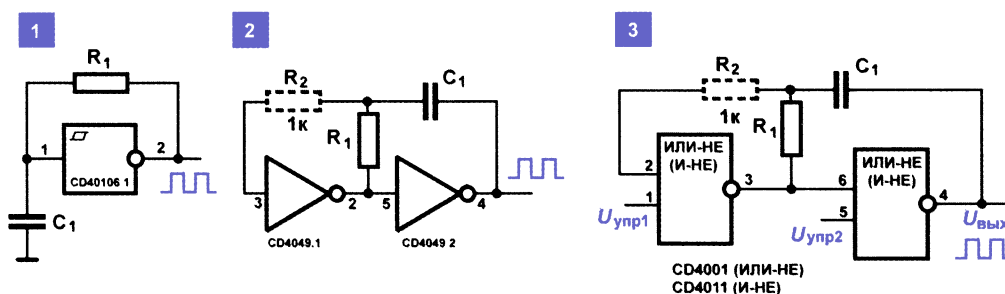 1
R1
1
2
CD40106 1
C1
2
R2
1к
C1
R1
3
2
5
4
CD4049.1
CD4049 2
3
R2
1к
C1
R1
ИЛИ-НЕ
(И-НЕ)
2
1
3
Uупр1
ИЛИ-НЕ
(И-НЕ)
6
5
4
Uупр2
Uвых
CD4001 (ИЛИ-НЕ)
CD4011 (И-НЕ)